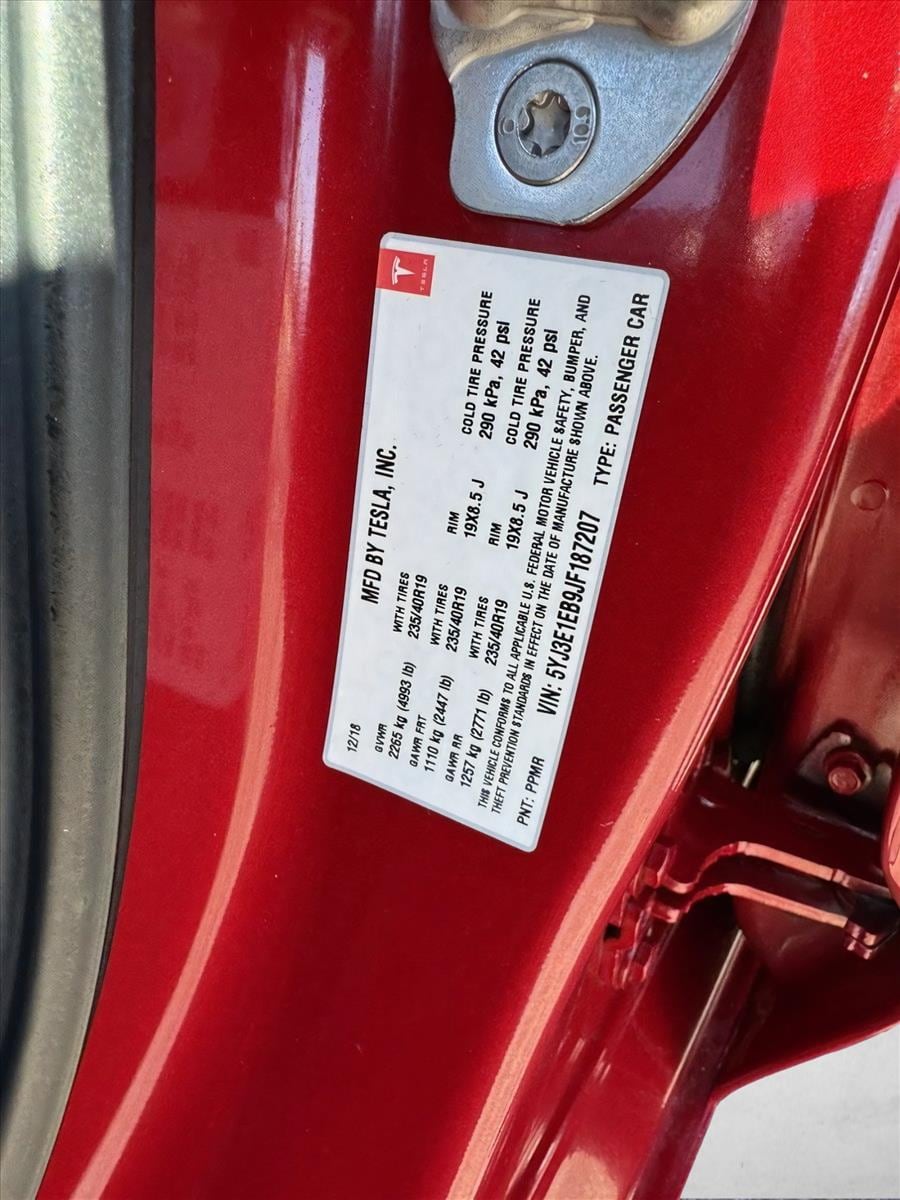 10.9
TESLA
MFD BY TESLA, INC.
12/18
GVWR WITH TIRES RIM COLD TIRE PRESSURE
2265 kg (4993 lb) 235/40R19 19X8.5 J 290 kPa, 42 psi
GAWR FRT WITH TIRES RIM COLD TIRE PRESSURE
1110 kg (2447 lb) 235/40R19 19X8.5 J 290 kPa, 42 psi
GAWR RR WITH TIRES
1257 kg (2771 lb) 235/40R19
THIS VEHICLE CONFORMS TO ALL APPLICABLE U.S. FEDERAL MOTOR VEHICLE SAFETY, BUMPER, AND
THEFT PREVENTION STANDARDS IN EFFECT ON THE DATE OF MANUFACTURE SHOWN ABOVE.
PNT: PPMR VIN: 5YJ3E1EB9JF187207 TYPE: PASSENGER CAR